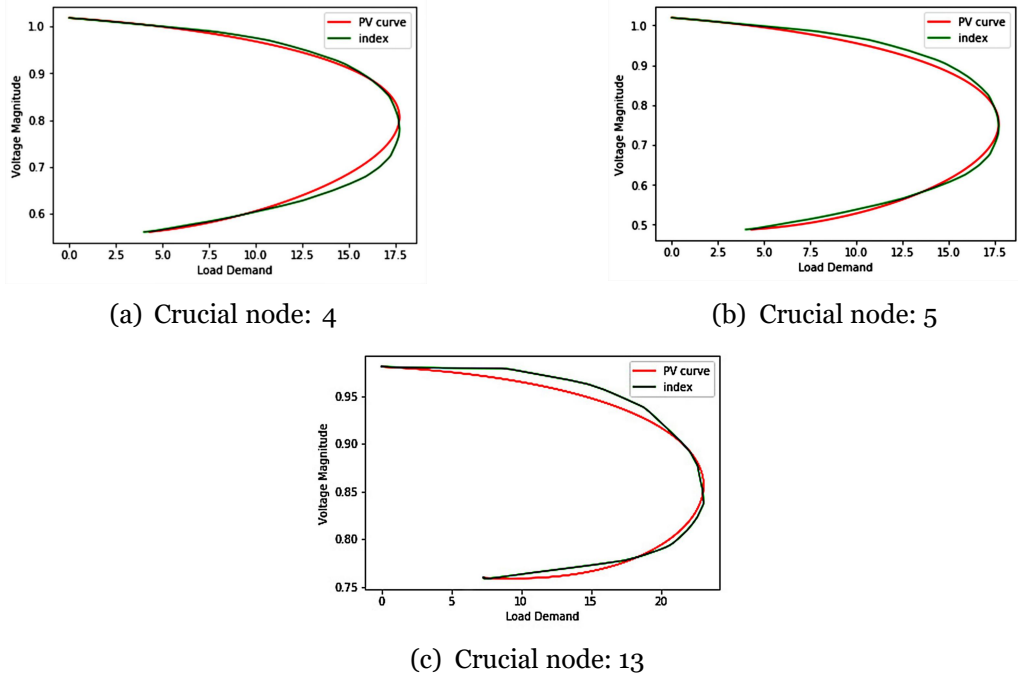 PV curve
index
1.0
0.9
0.8
0.7
0.6
Voltage Magnitude
0.0 2.5 5.0 7.5 10.0 12.5 15.0 17.5
Load Demand
(a) Crucial node: 4
PV curve
index
1.0
0.9
0.8
0.7
0.6
0.5
Voltage Magnitude
0.0 2.5 5.0 7.5 10.0 12.5 15.0 17.5
Load Demand
(b) Crucial node: 5
PV curve
index
0.95
0.90
0.85
0.80
0.75
Voltage Magnitude
0 5 10 15 20
Load Demand
(c) Crucial node: 13